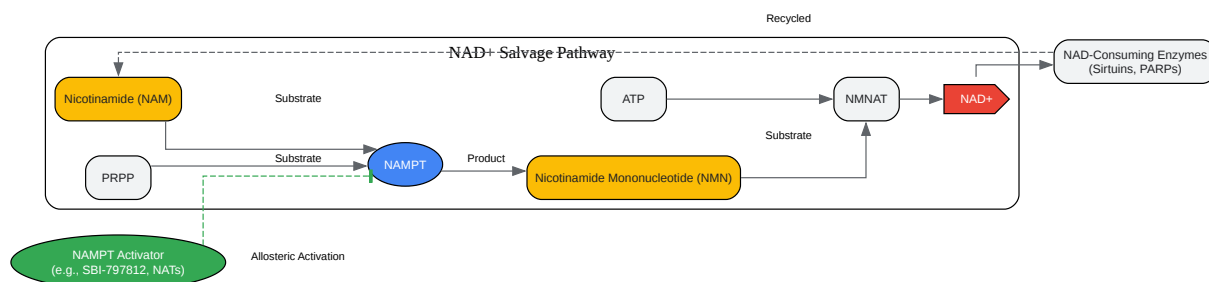 Recycled
NAD+ Salvage Pathway
NAD-Consuming Enzymes
(Sirtuins, PARPs)
Nicotinamide (NAM)
Substrate
ATP
NMNAT
NAD+
Substrate
Substrate
NAMPT
Product
PRPP
Nicotinamide Mononucleotide (NMN)
NAMPT Activator
(e.g., SBI-797812, NATs)
Allosteric Activation